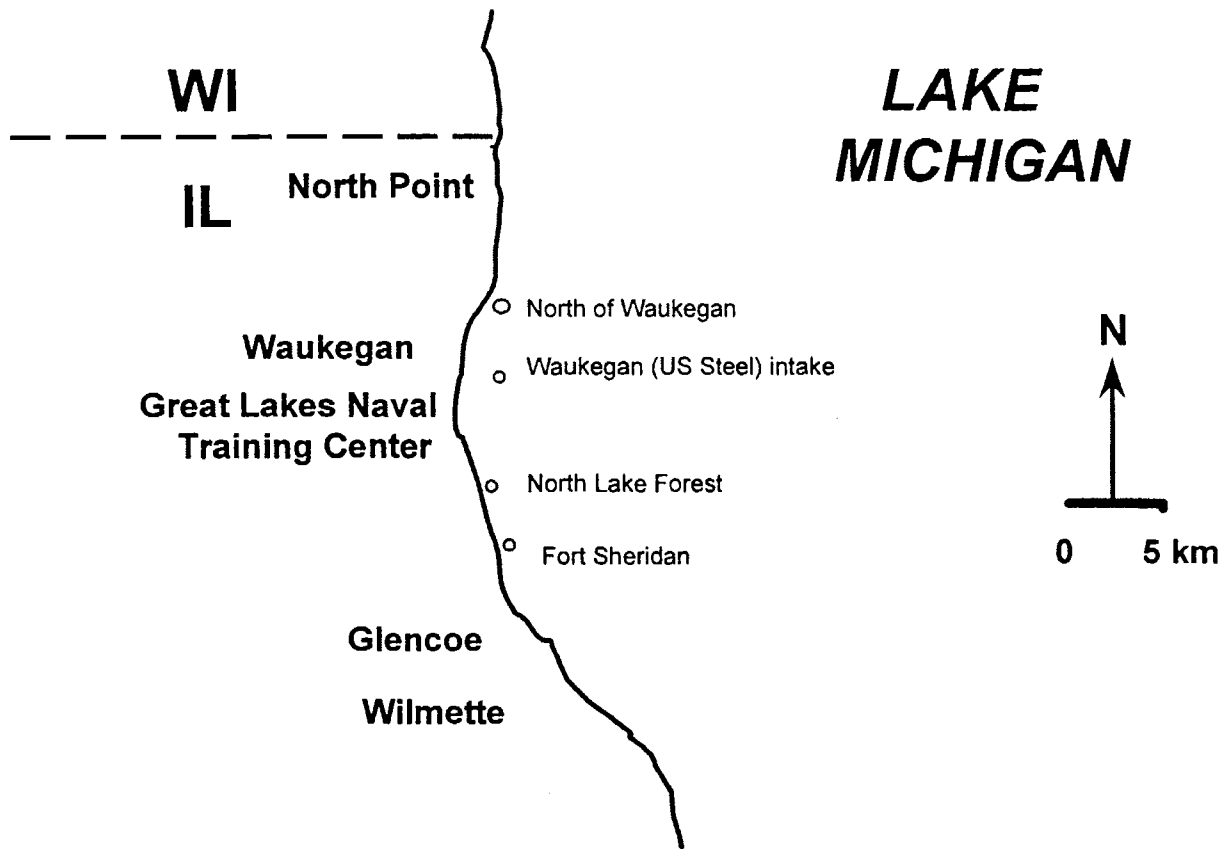 WI
LAKE
MICHIGAN
IL
North Point
North of Waukegan
Waukegan
Waukegan (US Steel) intake
N
Great Lakes Naval
Training Center
North Lake Forest
Fort Sheridan
0 5 km
Glencoe
Wilmette